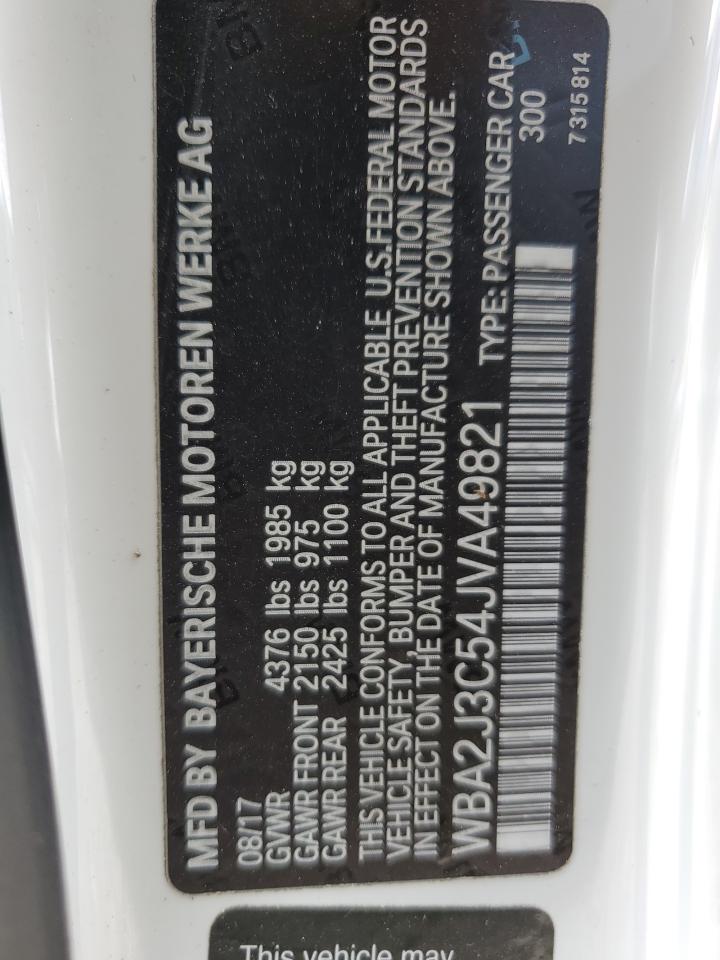 MFD BY BAYERISCHE MOTOREN WERKE AG
08/17
GVWR 4376 lbs 1985 kg
GAWR FRONT 2150 lbs 975 kg
GAWR REAR 2425 lbs 1100 kg
THIS VEHICLE CONFORMS TO ALL APPLICABLE U.S.FEDERAL MOTOR
VEHICLE SAFETY, BUMPER AND THEFT PREVENTION STANDARDS
IN EFFECT ON THE DATE OF MANUFACTURE SHOWN ABOVE.
WBA2J3C54JVA49821 TYPE: PASSENGER CAR
300
7 315 814
This vehicle may